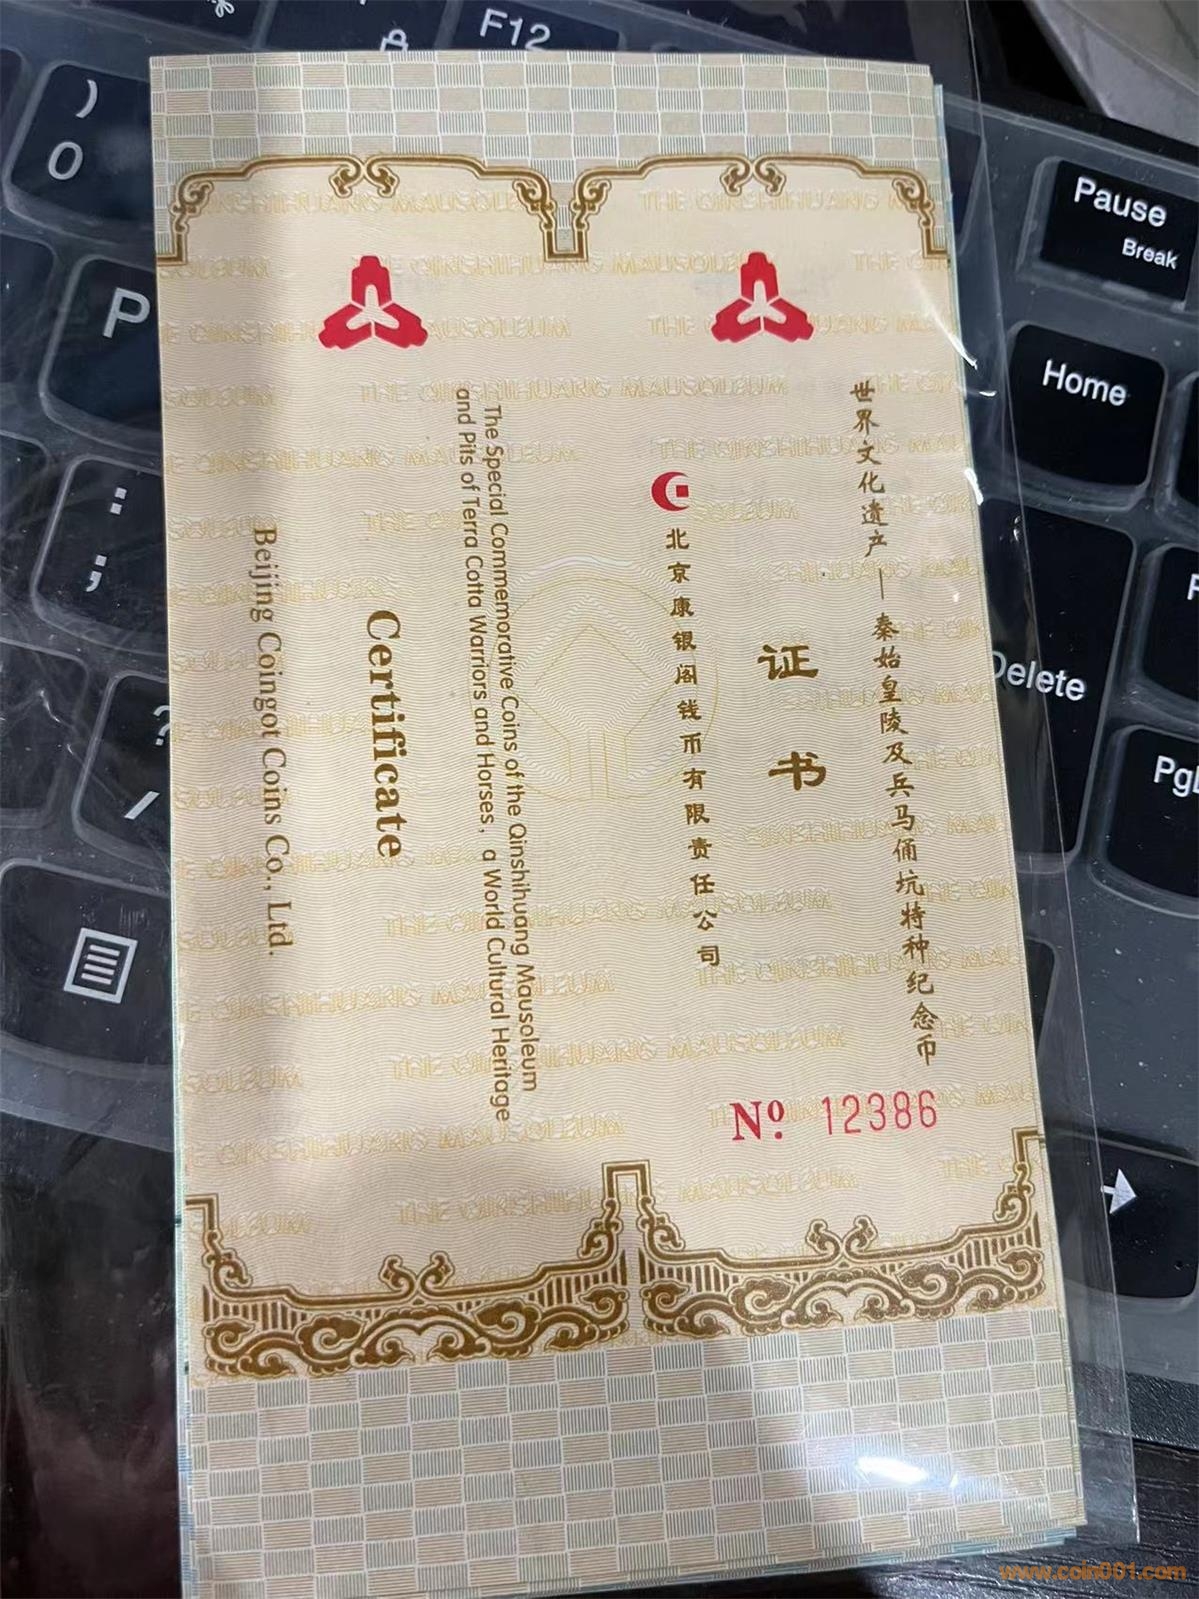 世界文化遗产—秦始皇陵及兵马俑坑特种纪念币
证书
北京康银阁钱币有限责任公司
№. 12386
The Special Commemorative Coins of the Qinshihuang Mausoleum
and Pits of Terra Cotta Warriors and Horses, a World Cultural Heritage
Certificate
Beijing Coingot Coins Co., Ltd.
THE QINSHIHUANG MAUSOLEUM
F12
)
0
P
:
;
?
/
Pause
Break
Home
Delete
www.coin001.com